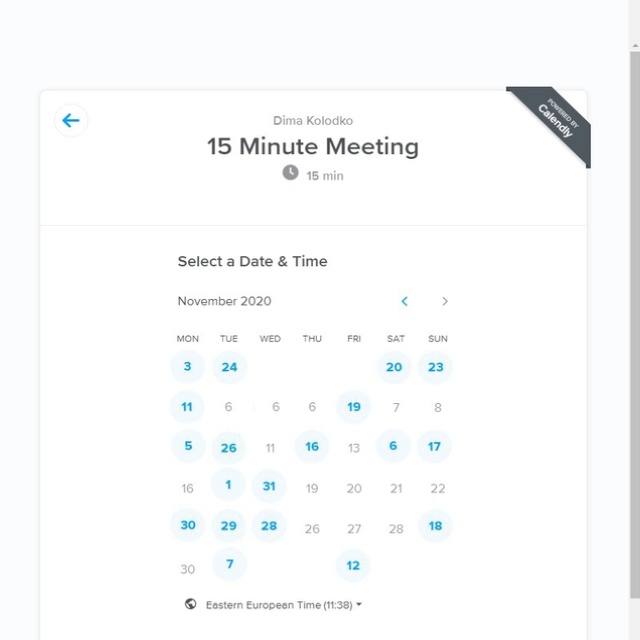 POWERED BY
Calendly
Dima Kolodko
15 Minute Meeting
15 min
Select a Date & Time
November 2020
MON TUE WED THU FRI SAT SUN
3 24 20 23
11 6 6 6 19 7 8
5 26 11 16 13 6 17
16 1 31 19 20 21 22
30 29 28 26 27 28 18
30 7 12
Eastern European Time (11:38)